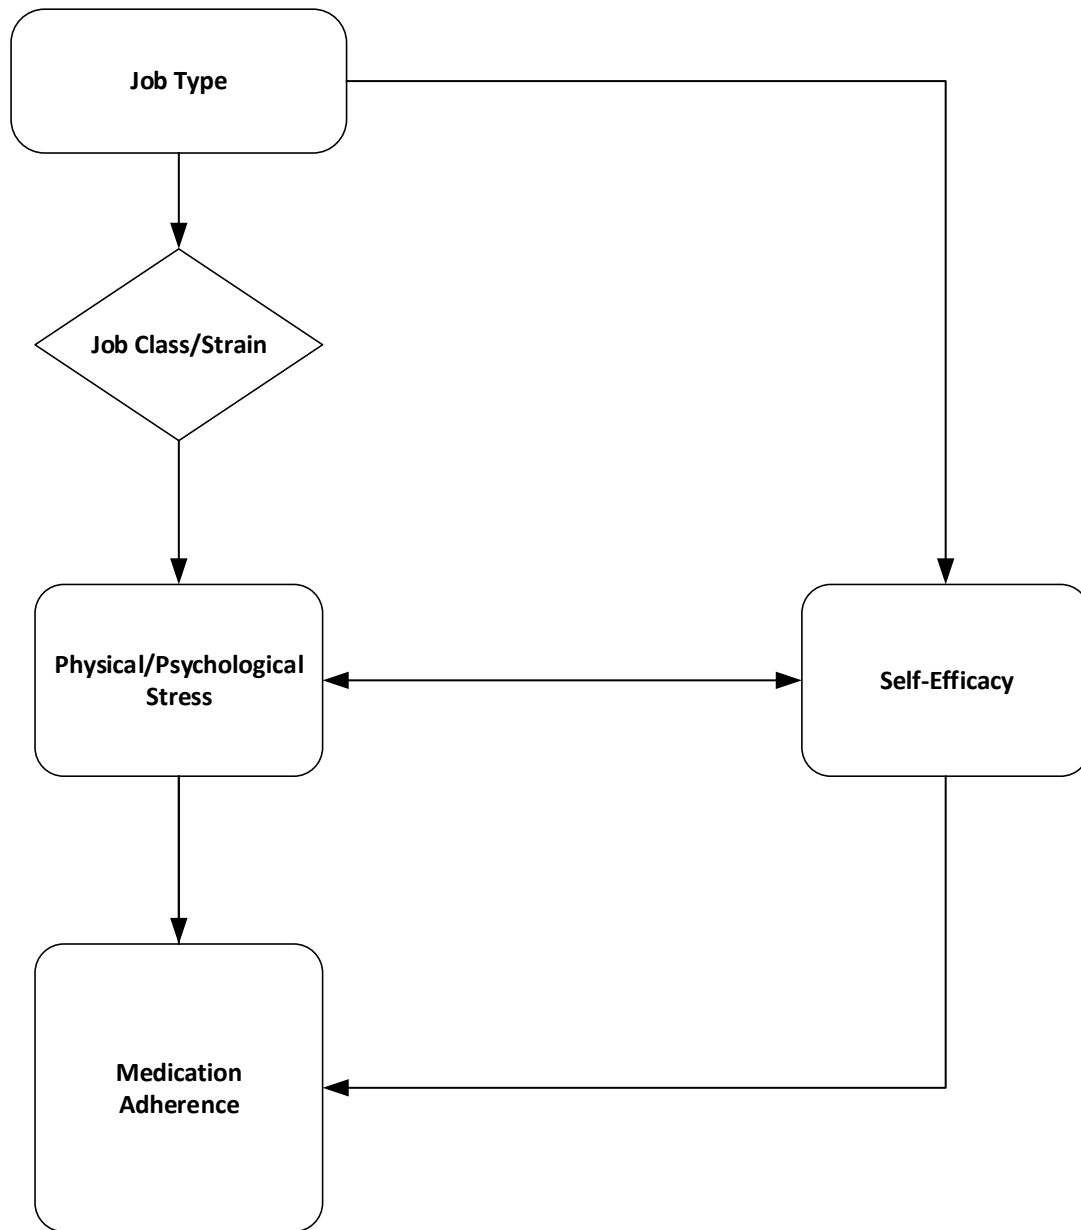 Job Type
Job Class/Strain
Physical/Psychological
Stress
Self-Efficacy
Medication
Adherence